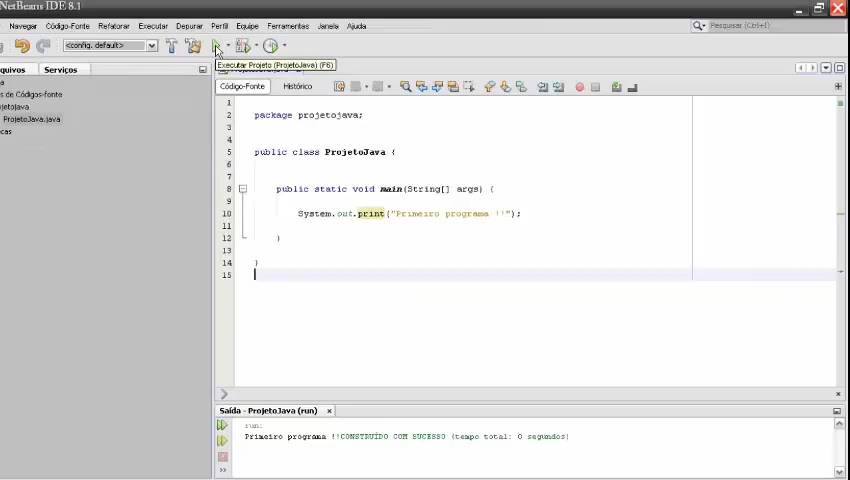 NetBeans IDE 8.1
Navegar Código-Fonte Refatorar Executar Depurar Perfil Equipe Ferramentas Janela Ajuda
Pesquisar (Ctrl+I)
<config. default>
Executar Projeto (ProjetoJava) (F6)
quivos Serviços
a
s de Códigos-fonte
jetojava
ProjetoJava.java
cas
Código-Fonte Histórico
1
2 package projetojava;
3
4
5 public class ProjetoJava {
6
7
8 public static void main(String[] args) {
9
10 System.out.print("Primeiro programa !!");
11
12 }
13
14 }
15
Saída - ProjetoJava (run)
run:
Primeiro programa !!CONSTRUÍDO COM SUCESSO (tempo total: 0 segundos)